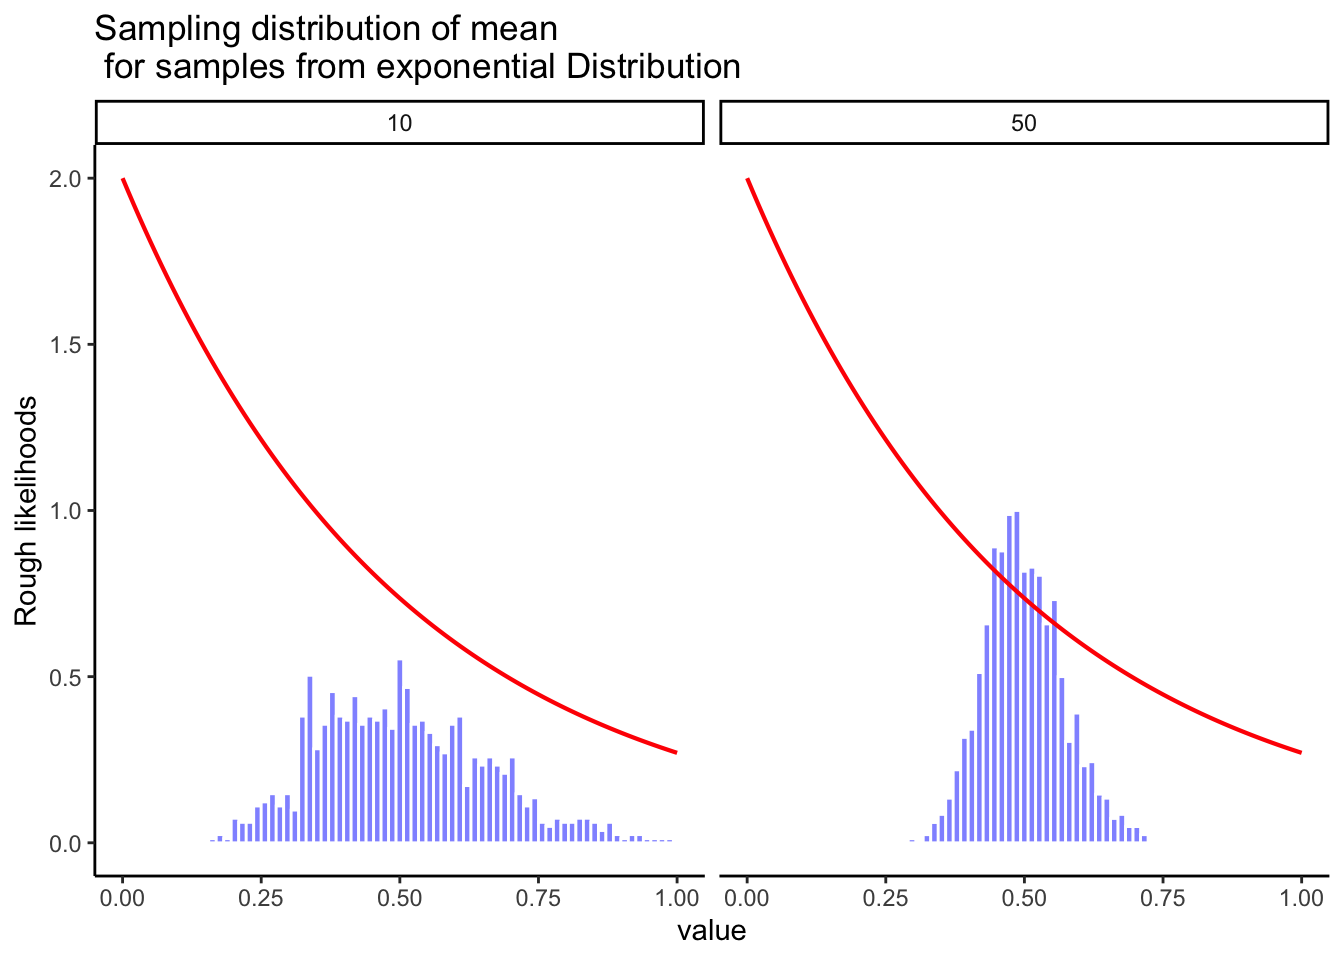 Sampling distribution of mean
for samples from exponential Distribution
10
50
2.0
1.5
1.0
0.5
0.0
Rough likelihoods
0.00 0.25 0.50 0.75 1.00
0.00 0.25 0.50 0.75 1.00
value